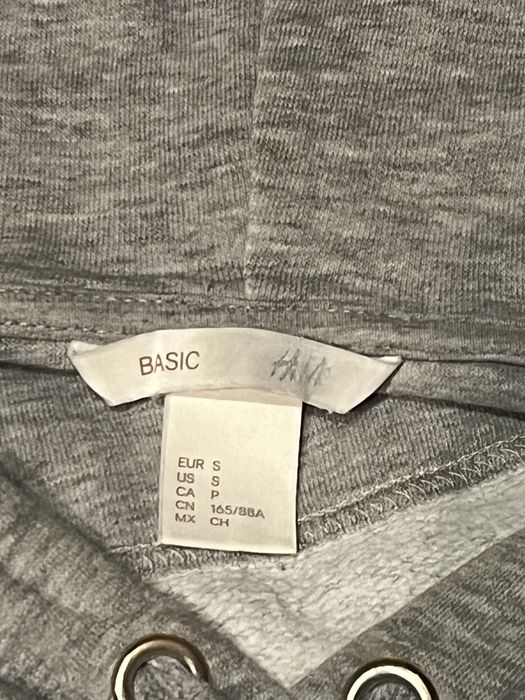 BASIC H&M
EUR S
US S
CA P
CN 165/88A
MX CH